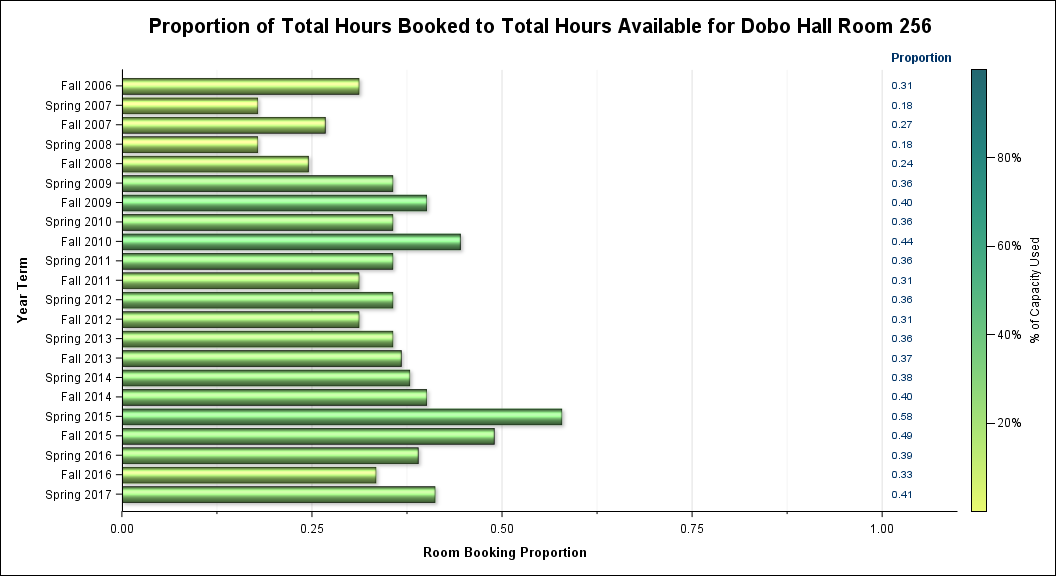 Proportion of Total Hours Booked to Total Hours Available for Dobo Hall Room 256
Proportion
Fall 2006 0.31
Spring 2007 0.18
Fall 2007 0.27
Spring 2008 0.18
Fall 2008 0.24
Spring 2009 0.36
Fall 2009 0.40
Spring 2010 0.36
Fall 2010 0.44
Spring 2011 0.36
Fall 2011 0.31
Spring 2012 0.36
Fall 2012 0.31
Spring 2013 0.36
Fall 2013 0.37
Spring 2014 0.38
Fall 2014 0.40
Spring 2015 0.58
Fall 2015 0.49
Spring 2016 0.39
Fall 2016 0.33
Spring 2017 0.41
Year Term
0.00 0.25 0.50 0.75 1.00
Room Booking Proportion
80%
60%
40%
20%
% of Capacity Used